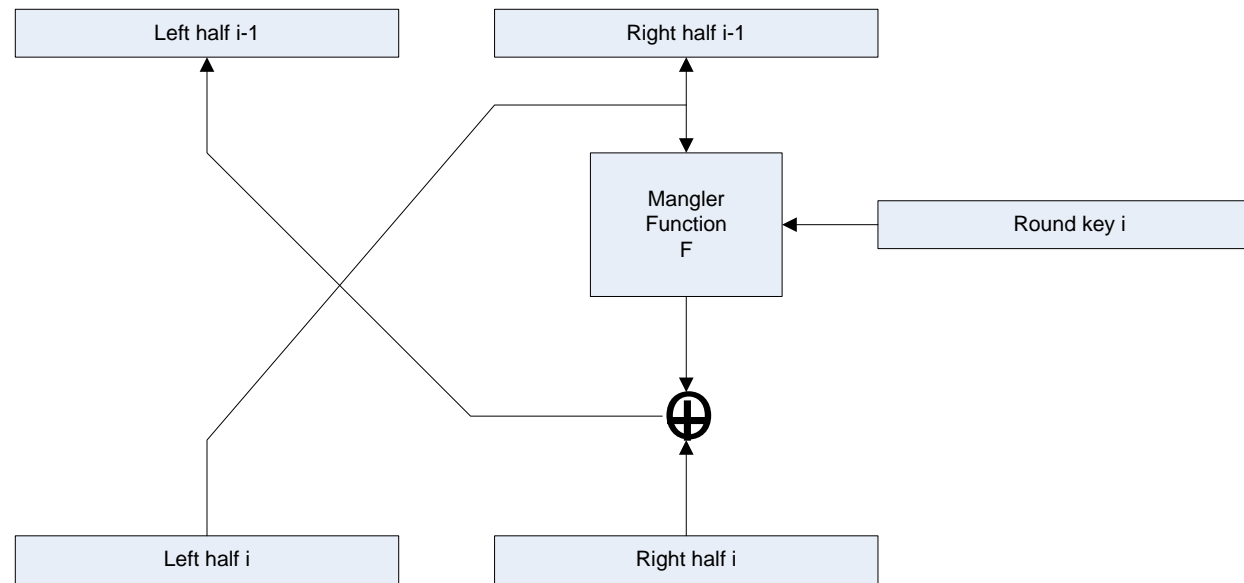 Left half i-1
Right half i-1
Mangler
Function
F
Round key i
Left half i
Right half i